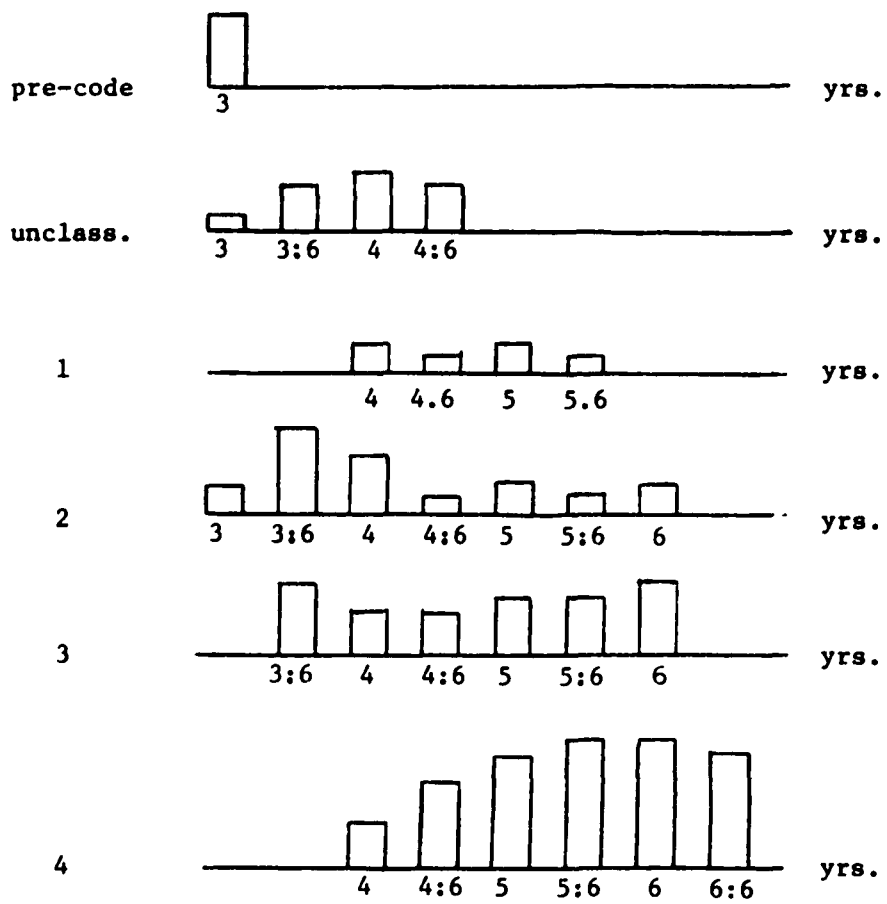 pre-code yrs.
3
unclass. yrs.
3 3:6 4 4:6
1 yrs.
4 4.6 5 5.6
2 yrs.
3 3:6 4 4:6 5 5:6 6
3 yrs.
3:6 4 4:6 5 5:6 6
4 yrs.
4 4:6 5 5:6 6 6:6